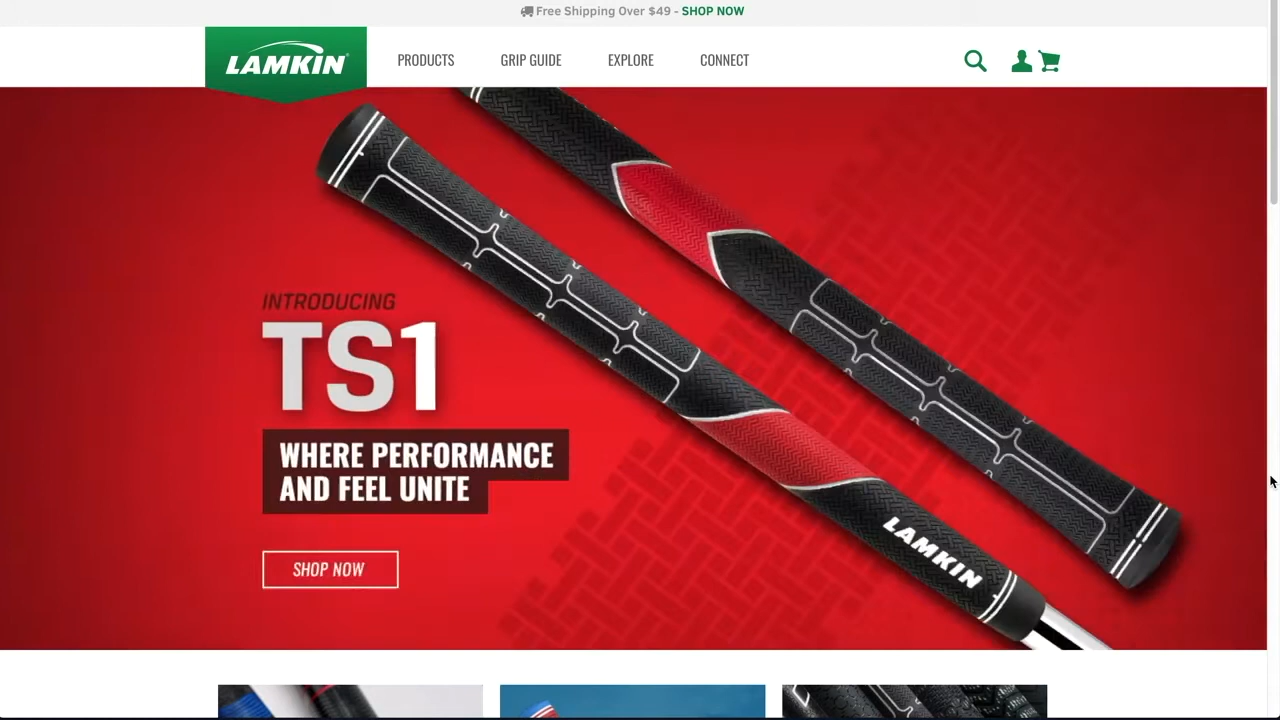 Free Shipping Over $49 - SHOP NOW
LAMKIN
PRODUCTS
GRIP GUIDE
EXPLORE
CONNECT
INTRODUCING
TS1
WHERE PERFORMANCE
AND FEEL UNITE
SHOP NOW
LAMKIN